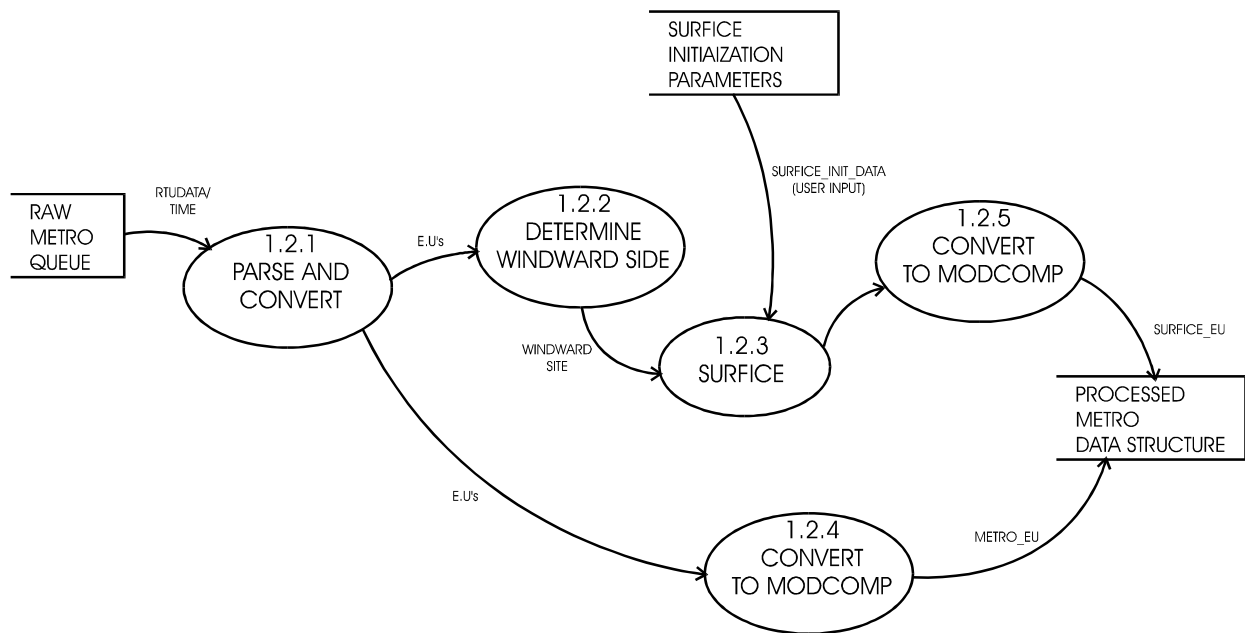 SURFICE
INITIAIZATION
PARAMETERS
SURFICE_INIT_DATA
(USER INPUT)
RTUDATA/
TIME
RAW
METRO
QUEUE
1.2.1
PARSE AND
CONVERT
E.U's
1.2.2
DETERMINE
WINDWARD SIDE
WINDWARD
SITE
1.2.3
SURFICE
1.2.5
CONVERT
TO MODCOMP
SURFICE_EU
PROCESSED
METRO
DATA STRUCTURE
E.U's
1.2.4
CONVERT
TO MODCOMP
METRO_EU